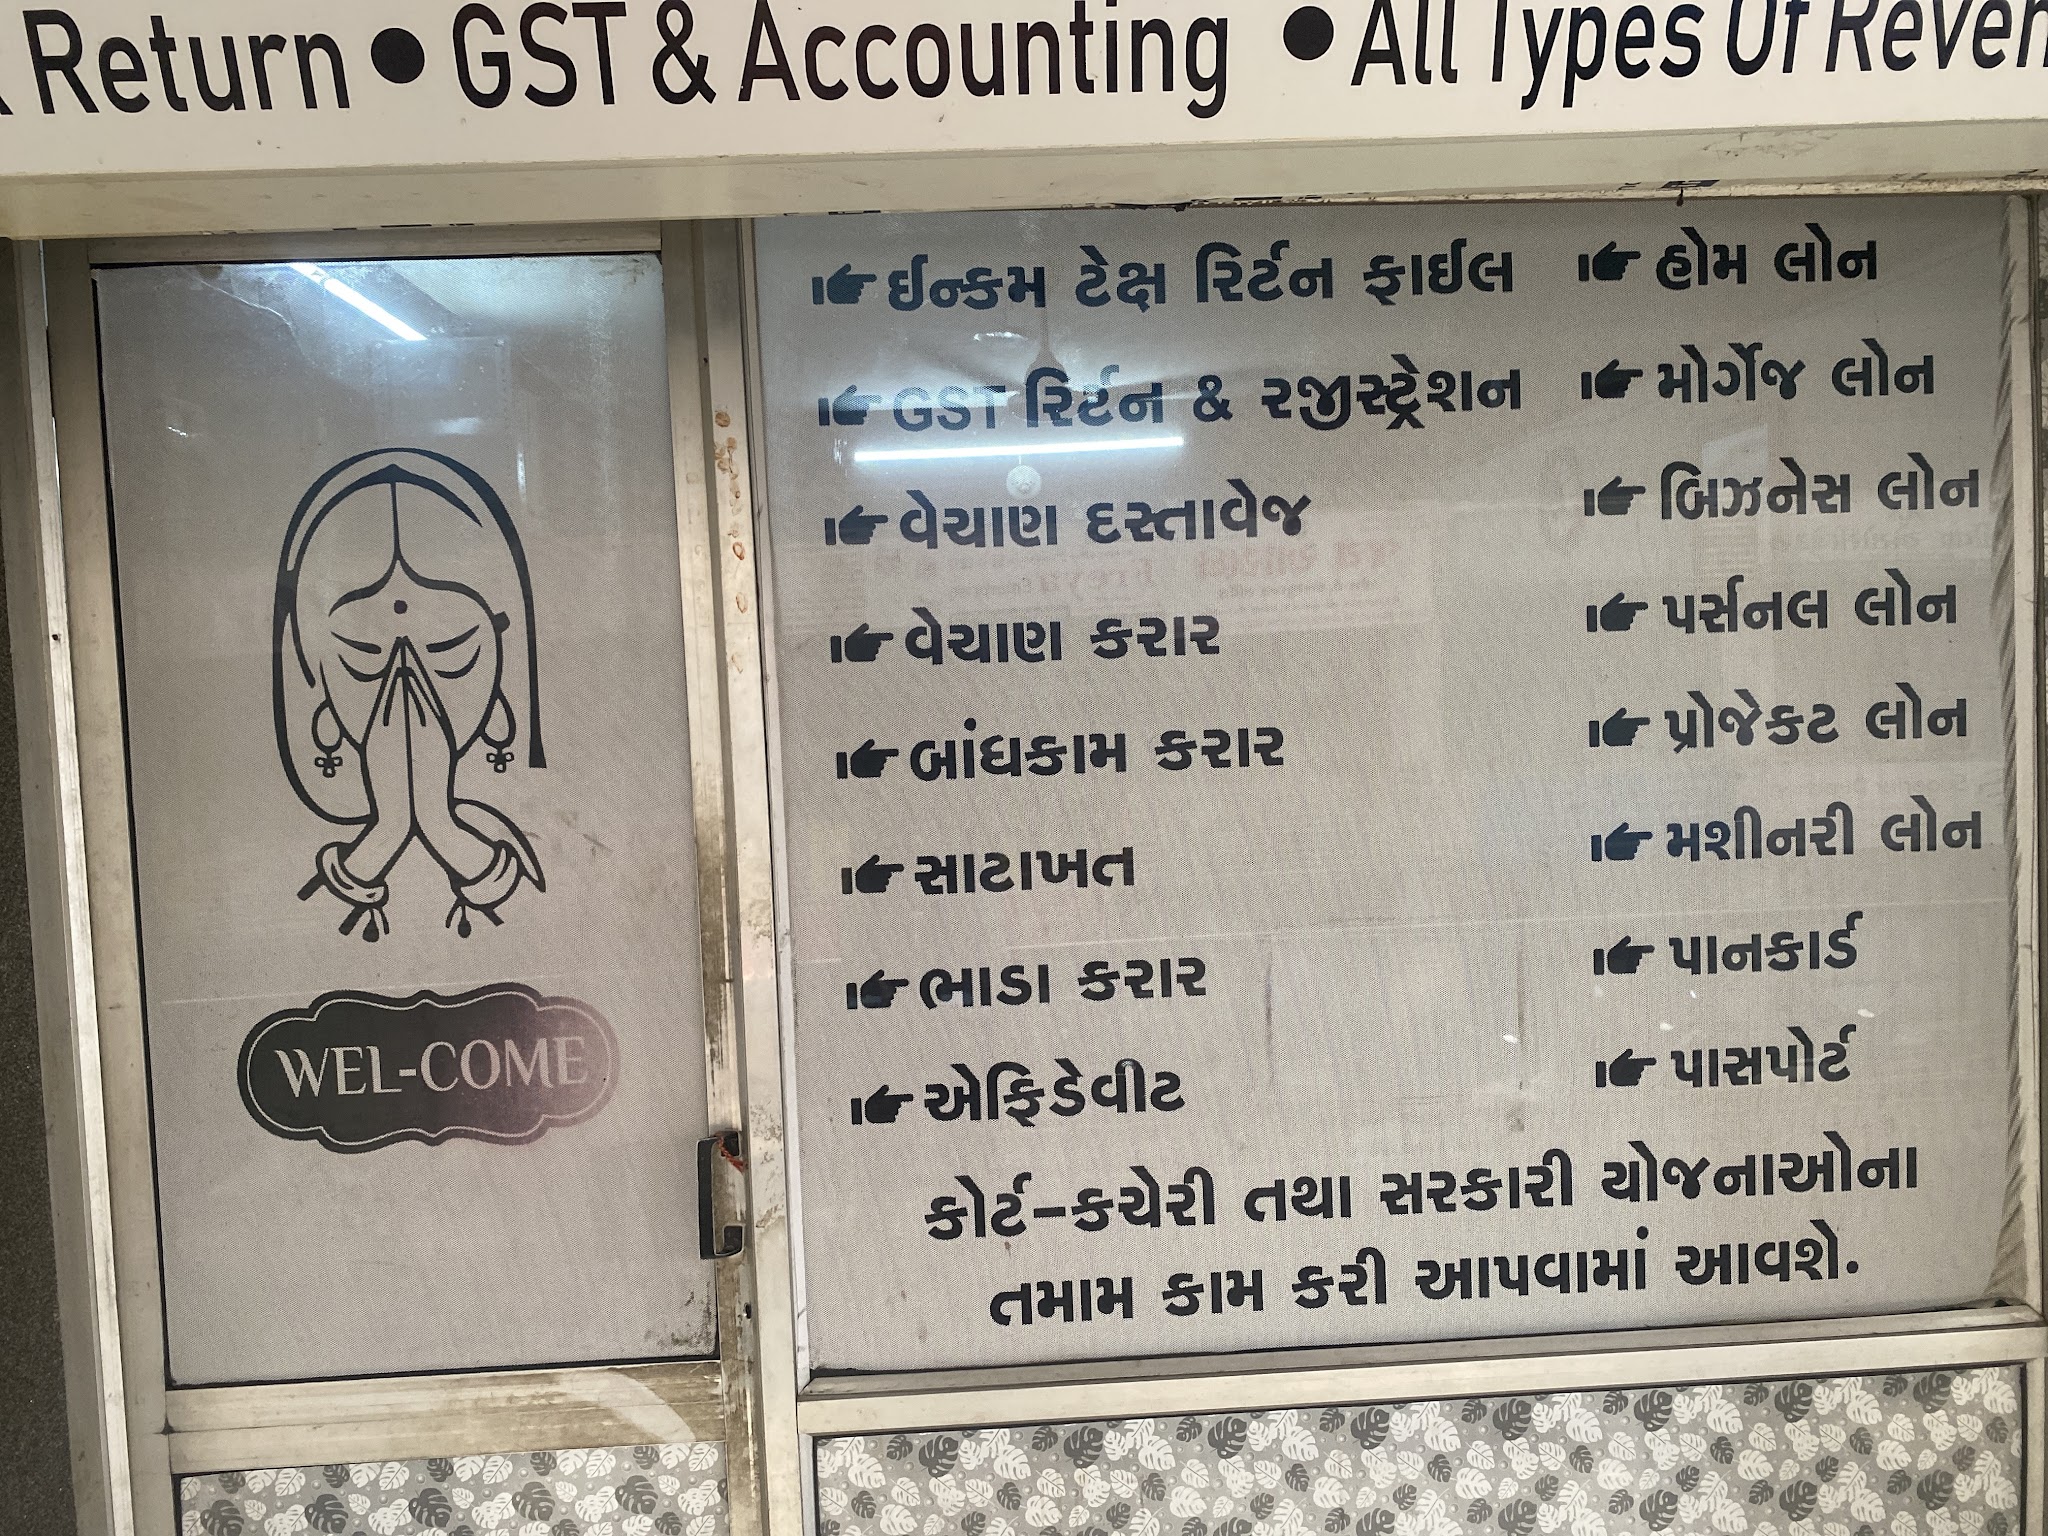 Return • GST & Accounting • All Types Of
ઈન્કમ ટેક્ષ રિર્ટન ફાઈલ
GST રિર્ટન & રજીસ્ટ્રેશન
વેચાણ દસ્તાવેજ
વેચાણ કરાર
બાંધકામ કરાર
સાટાખત
ભાડા કરાર
એફિડેવીટ
હોમ લોન
મોર્ગેજ લોન
બિઝનેસ લોન
પર્સનલ લોન
પ્રોજેકટ લોન
મશીનરી લોન
પાનકાર્ડ
પાસપોર્ટ
કોર્ટ-કચેરી તથા સરકારી યોજનાઓના
તમામ કામ કરી આપવામાં આવશે.
WEL-COME